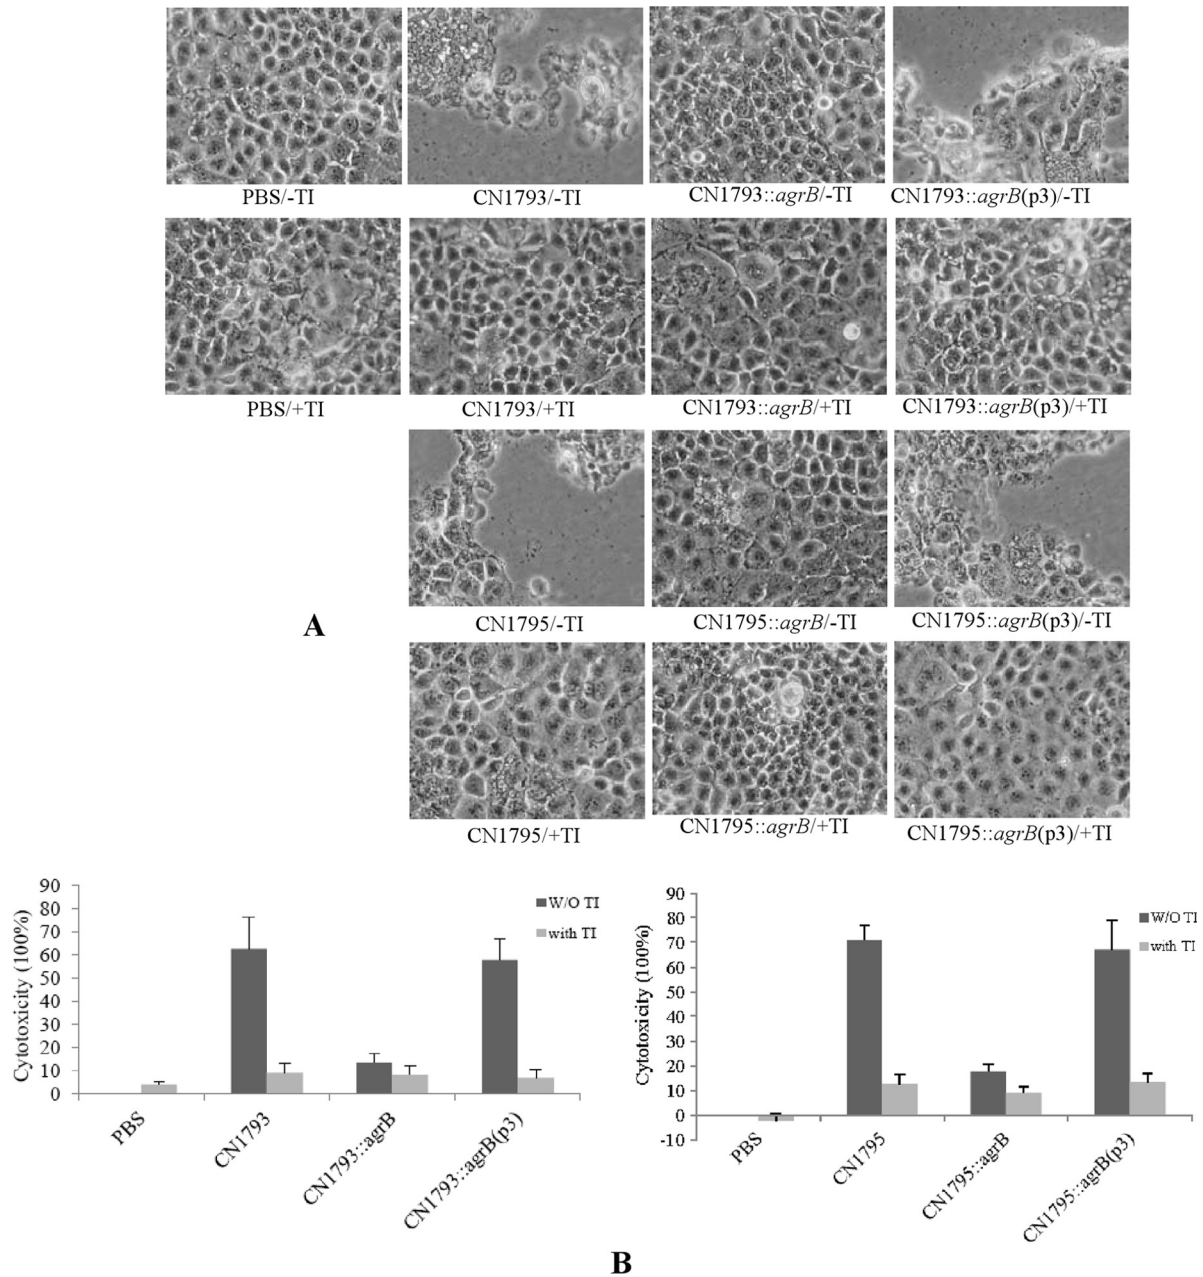 PBS/-TI
CN1793/-TI
CN1793::agrB/-TI
CN1793::agrB(p3)/-TI
PBS/+TI
CN1793/+TI
CN1793::agrB/+TI
CN1793::agrB(p3)/+TI
CN1795/-TI
CN1795::agrB/-TI
CN1795::agrB(p3)/-TI
A
CN1795/+TI
CN1795::agrB/+TI
CN1795::agrB(p3)/+TI
Cytotoxicity (100%)
90
80
70
60
50
40
30
20
10
0
W/O TI
with TI
PBS
CN1793
CN1793::agrB
CN1793::agrB(p3)
Cytotoxicity (100%)
90
80
70
60
50
40
30
20
10
0
-10
W/O TI
with TI
PBS
CN1795
CN1795::agrB
CN1795::agrB(p3)
B